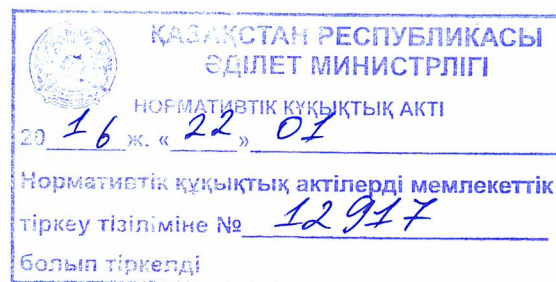 ҚАЗАҚСТАН РЕСПУБЛИКАСЫ
ӘДІЛЕТ МИНИСТРЛІГІ
НОРМАТИВТІК ҚҰҚЫҚТЫҚ АКТІ
20 16 ж. « 22 » 01
Нормативтік құқықтық актілерді мемлекеттік
тіркеу тізіліміне № 12917
болып тіркелді